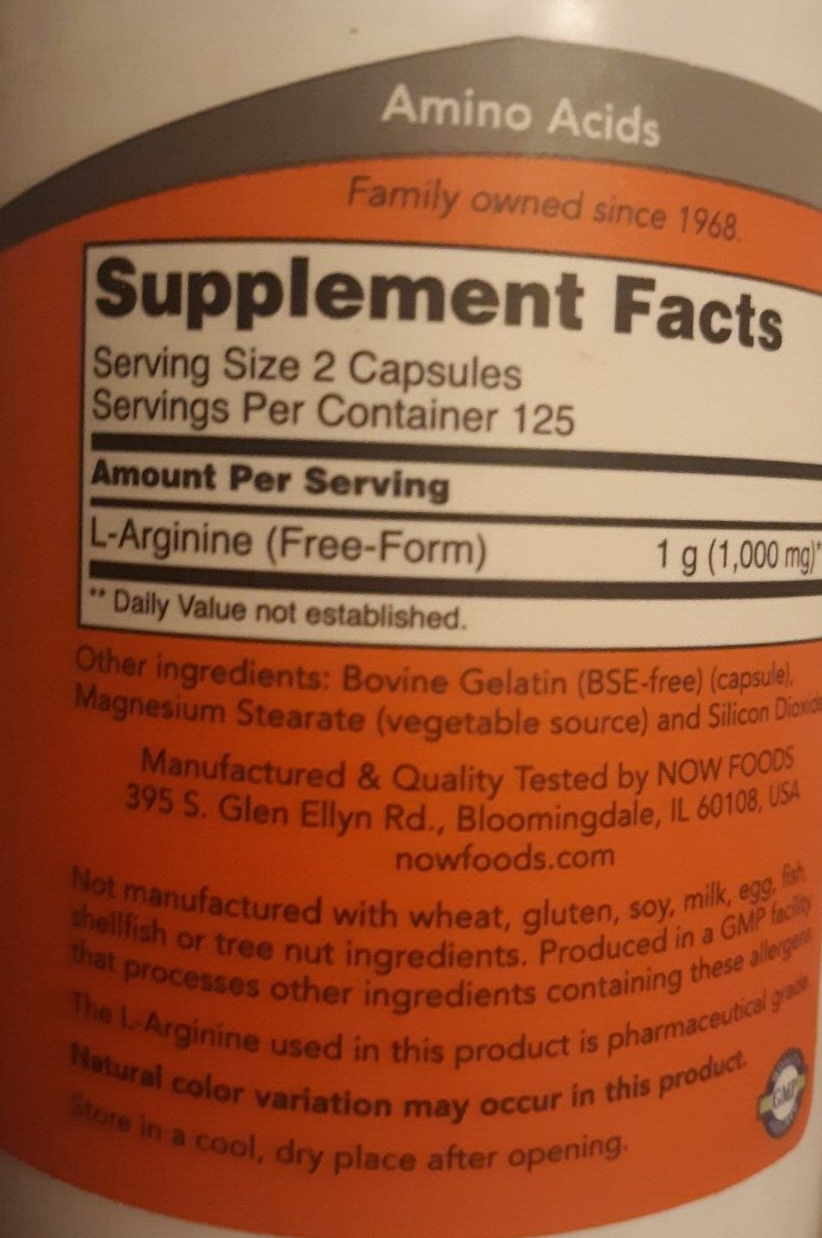 Amino Acids
Family owned since 1968.
Supplement Facts
Serving Size 2 Capsules
Servings Per Container 125
Amount Per Serving
L-Arginine (Free-Form) 1 g (1,000 mg)*
** Daily Value not established.
Other ingredients: Bovine Gelatin (BSE-free) (capsule),
Magnesium Stearate (vegetable source) and Silicon Dioxide
Manufactured & Quality Tested by NOW FOODS
395 S. Glen Ellyn Rd., Bloomingdale, IL 60108, USA
nowfoods.com
Not manufactured with wheat, gluten, soy, milk, egg, fish,
shellfish or tree nut ingredients. Produced in a GMP facility
that processes other ingredients containing these allergens.
The L-Arginine used in this product is pharmaceutical grade.
Natural color variation may occur in this product.
Store in a cool, dry place after opening.
GMP